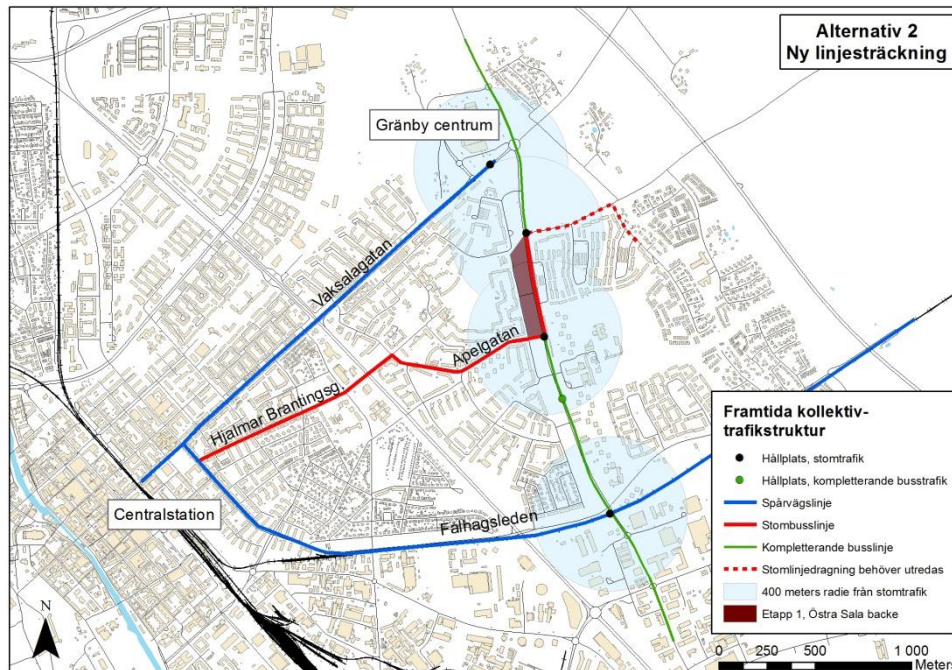 Alternativ 2
Ny linjesträckning
Gränby centrum
Vaksalagatan
Apelgatan
Hjalmar Brantingsg.
Centralstation
Fålhagsleden
Framtida kollektiv-
trafikstruktur
Hållplats, stomtrafik
Hållplats, kompletterande busstrafik
Spårvägslinje
Stombusslinje
Kompletterande busslinje
Stomlinjedragning behöver utredas
400 meters radie från stomtrafik
Etapp 1, Östra Sala backe
N
0 250 500 1 000
Meter